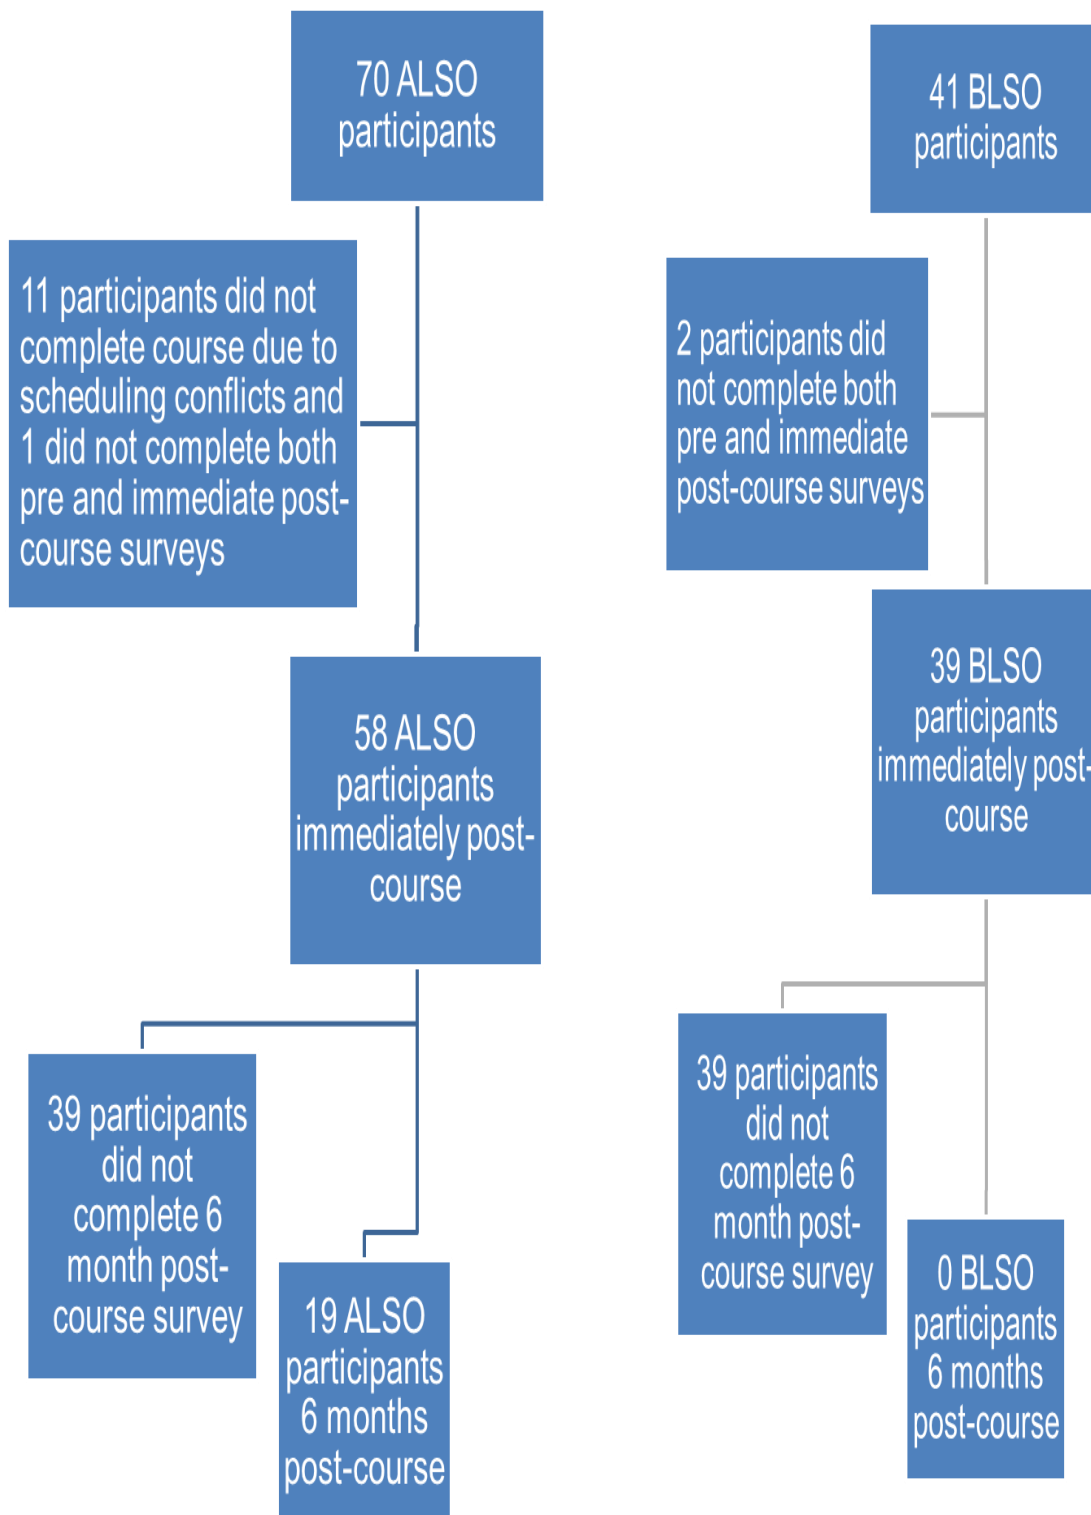 70 ALSO
participants
11 participants did not
complete course due to
scheduling conflicts and
1 did not complete both
pre and immediate post-
course surveys
58 ALSO
participants
immediately post-
course
39 participants
did not
complete 6
month post-
course survey
19 ALSO
participants
6 months
post-course
41 BLSO
participants
2 participants did
not complete both
pre and immediate
post-course surveys
39 BLSO
participants
immediately post-
course
39 participants
did not
complete 6
month post-
course survey
0 BLSO
participants
6 months
post-course